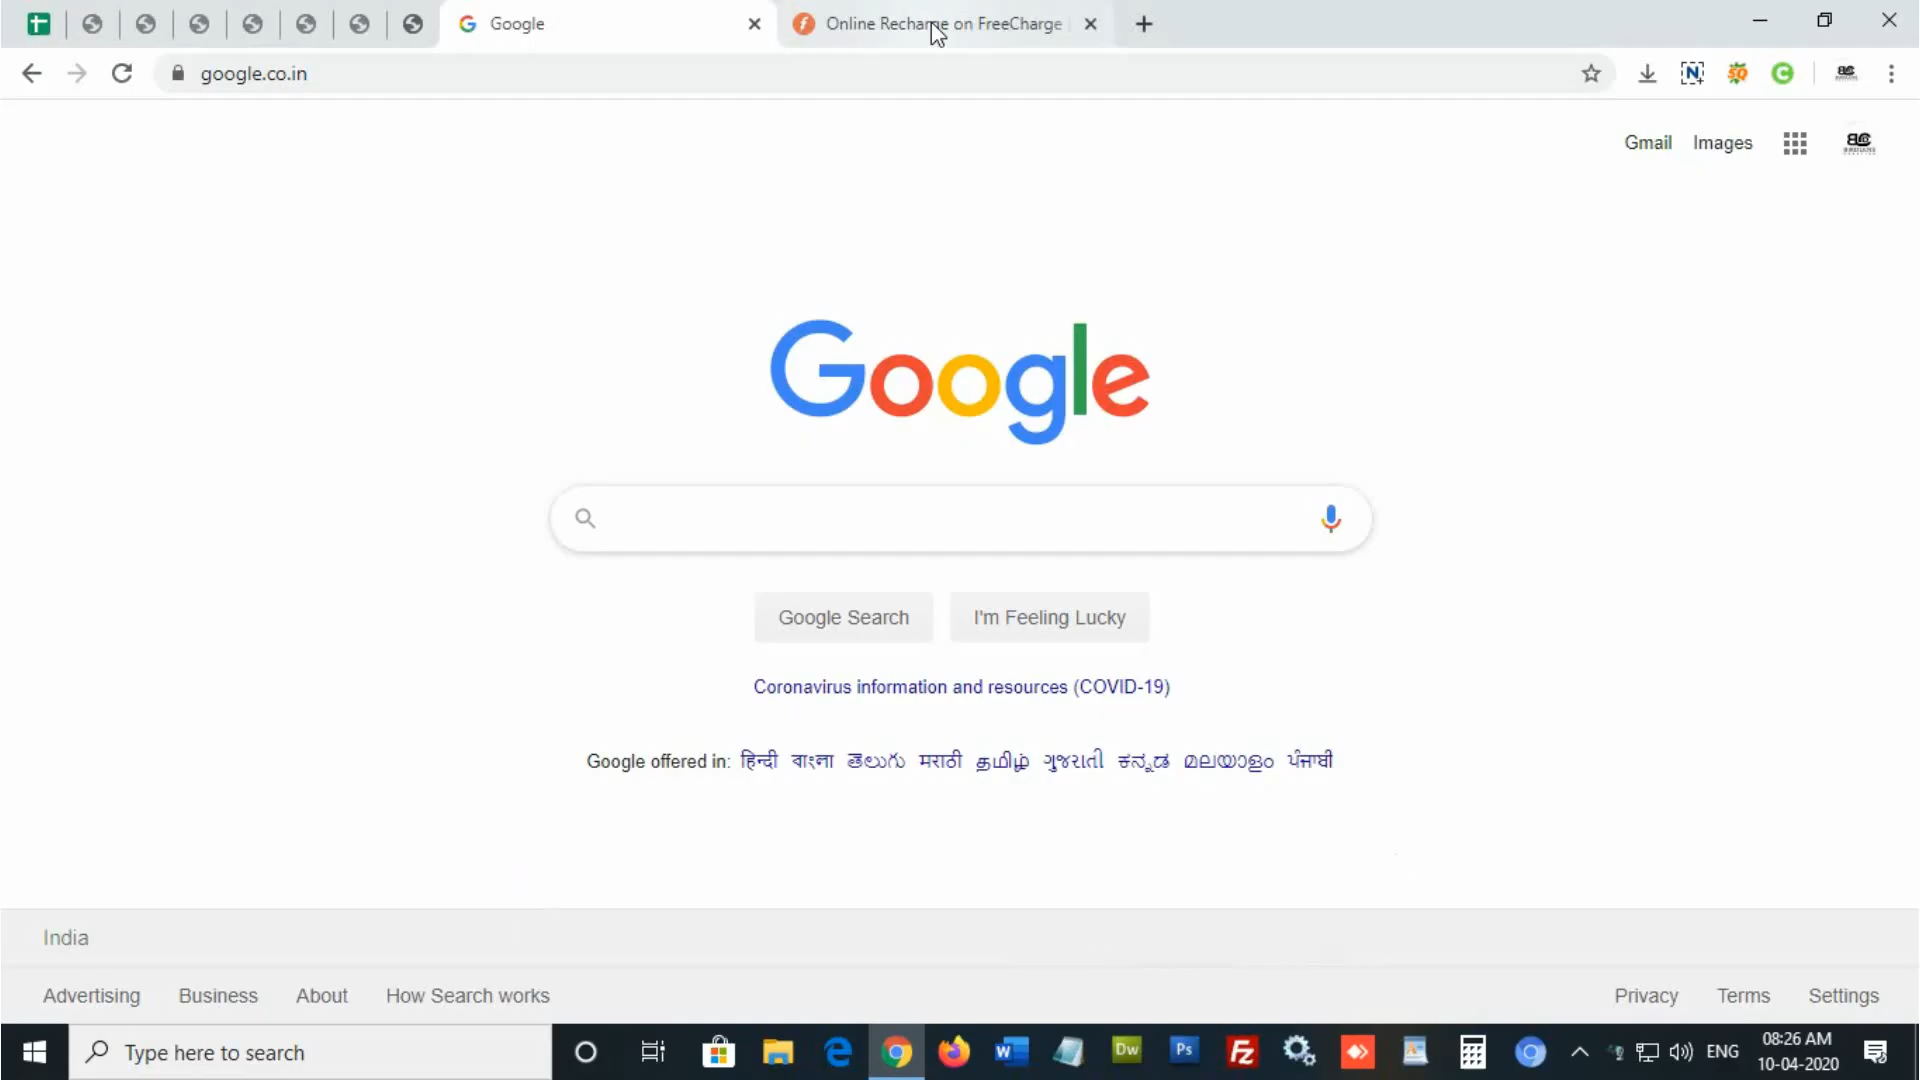 Google
Online Recharge on FreeCharge
google.co.in
Gmail Images
Google
Google Search
I'm Feeling Lucky
Coronavirus information and resources (COVID-19)
Google offered in: हिन्दी বাংলা తెలుగు मराठी தமிழ் ગુજરાતી ಕನ್ನಡ മലയാളം ਪੰਜਾਬੀ
India
Advertising Business About How Search works
Privacy Terms Settings
Type here to search
Dw
Ps
ENG
08:26 AM
10-04-2020